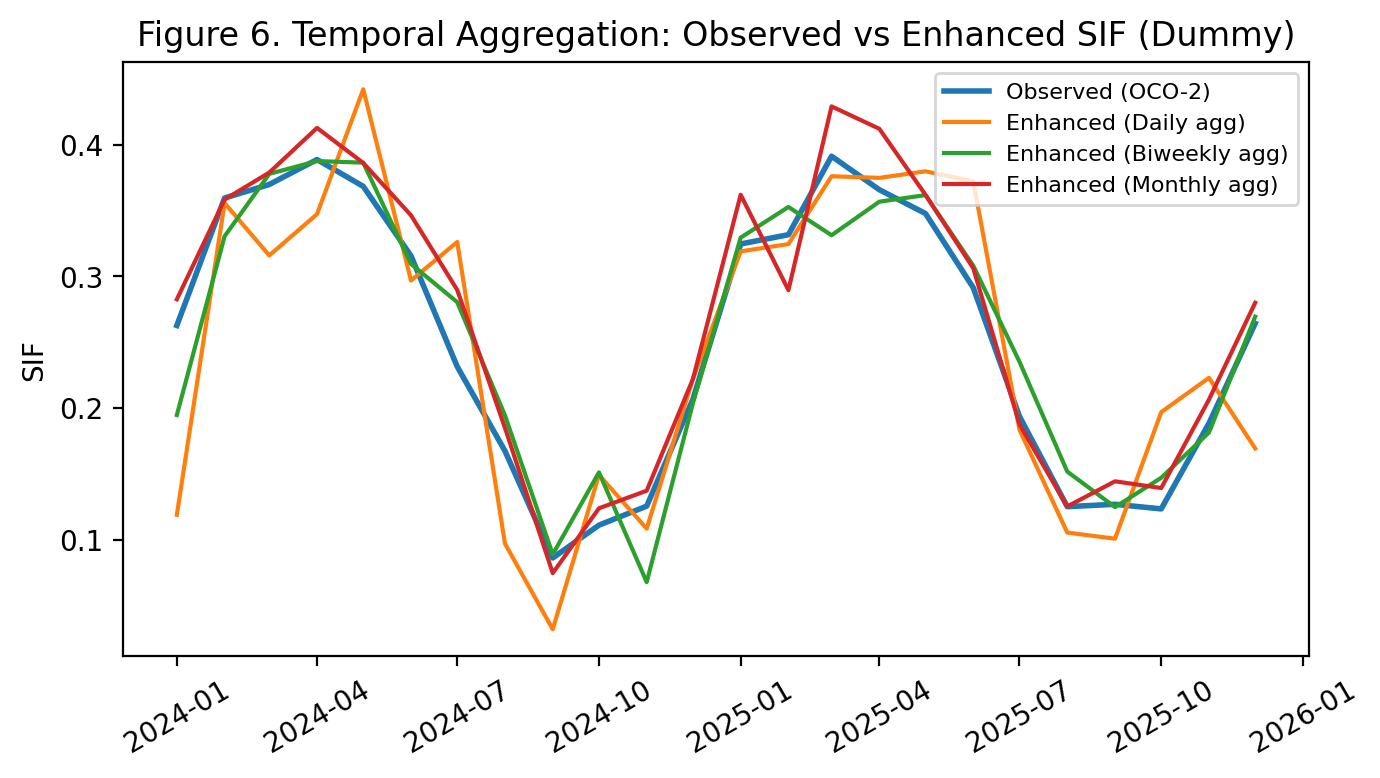 Figure 6. Temporal Aggregation: Observed vs Enhanced SIF (Dummy)
Observed (OCO-2)
Enhanced (Daily agg)
Enhanced (Biweekly agg)
Enhanced (Monthly agg)
SIF
0.4
0.3
0.2
0.1
2024-01
2024-04
2024-07
2024-10
2025-01
2025-04
2025-07
2025-10
2026-01